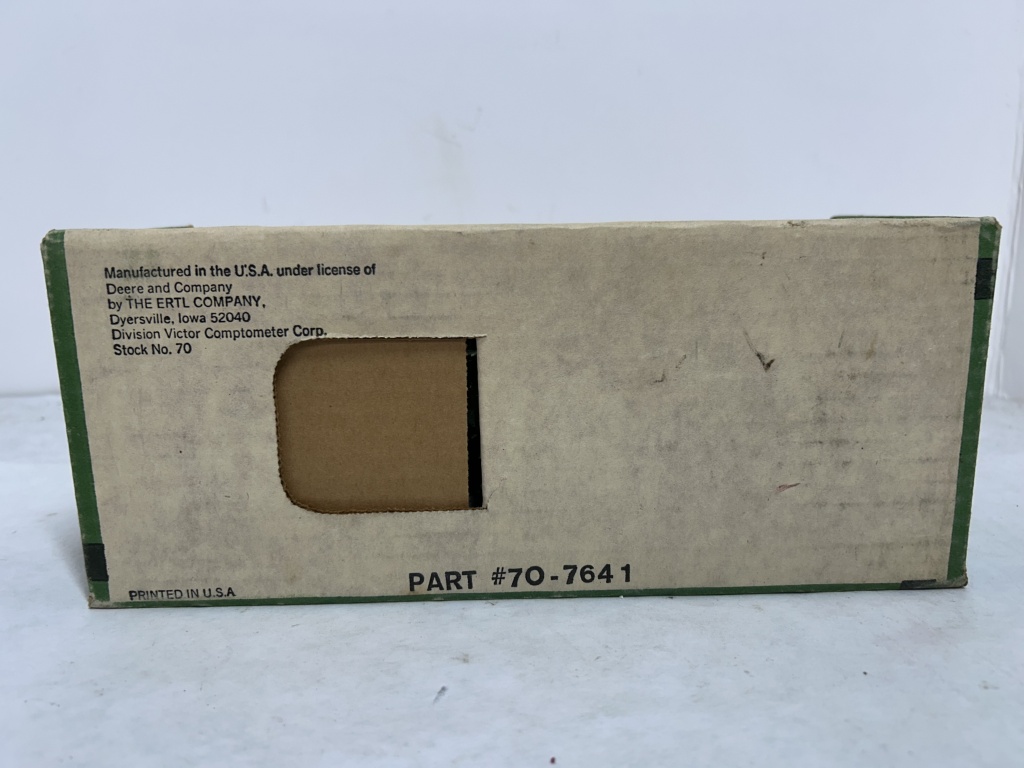 Manufactured in the U.S.A. under license of
Deere and Company
by THE ERTL COMPANY,
Dyersville, Iowa 52040
Division Victor Comptometer Corp.
Stock No. 70
PART #70-7641
PRINTED IN U.S.A